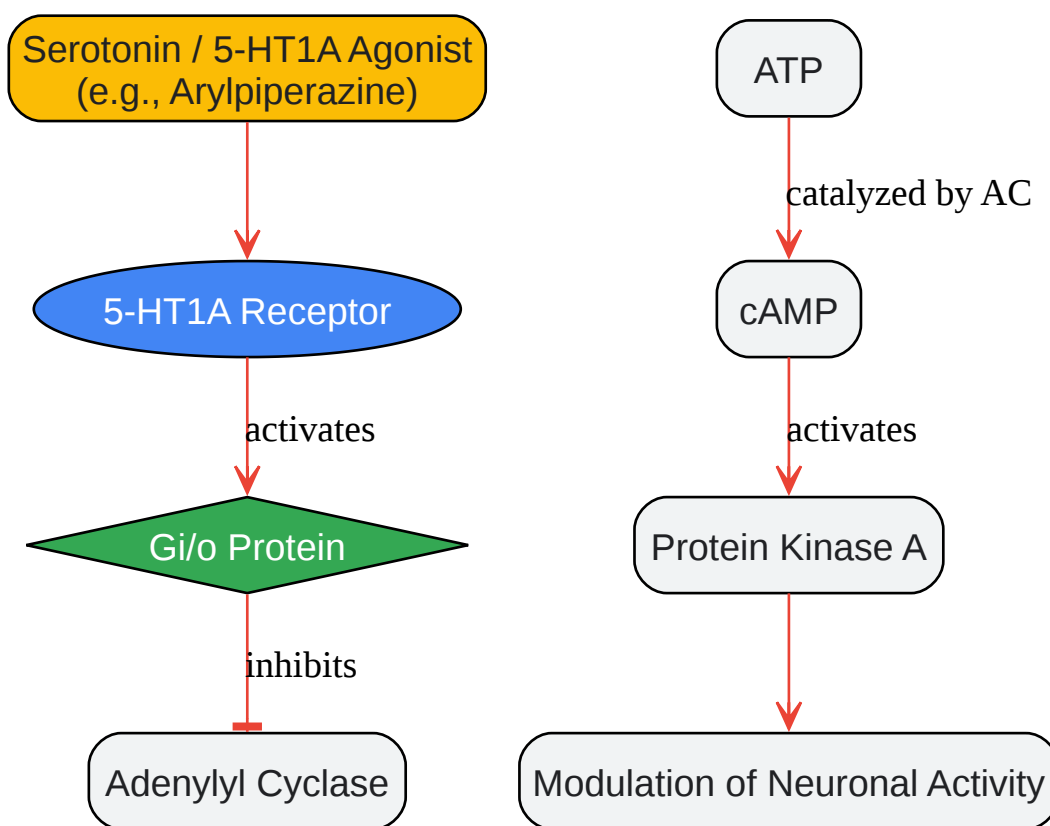 Serotonin / 5-HT1A Agonist
(e.g., Arylpiperazine)
5-HT1A Receptor
activates
Gi/o Protein
inhibits
Adenylyl Cyclase
ATP
catalyzed by AC
cAMP
activates
Protein Kinase A
Modulation of Neuronal Activity